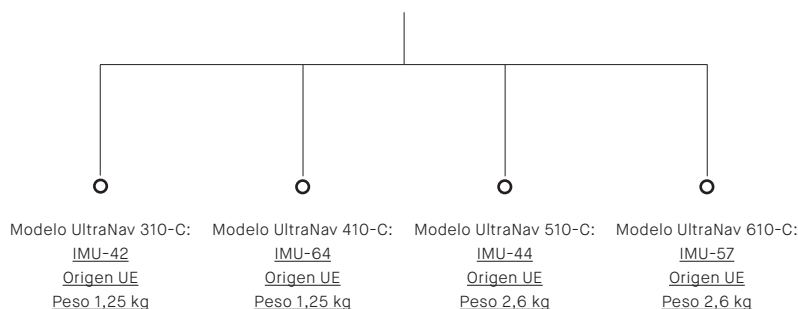 Modelo UltraNav 310-C:
IMU-42
Origen UE
Peso 1,25 kg
Modelo UltraNav 410-C:
IMU-64
Origen UE
Peso 1,25 kg
Modelo UltraNav 510-C:
IMU-44
Origen UE
Peso 2,6 kg
Modelo UltraNav 610-C:
IMU-57
Origen UE
Peso 2,6 kg